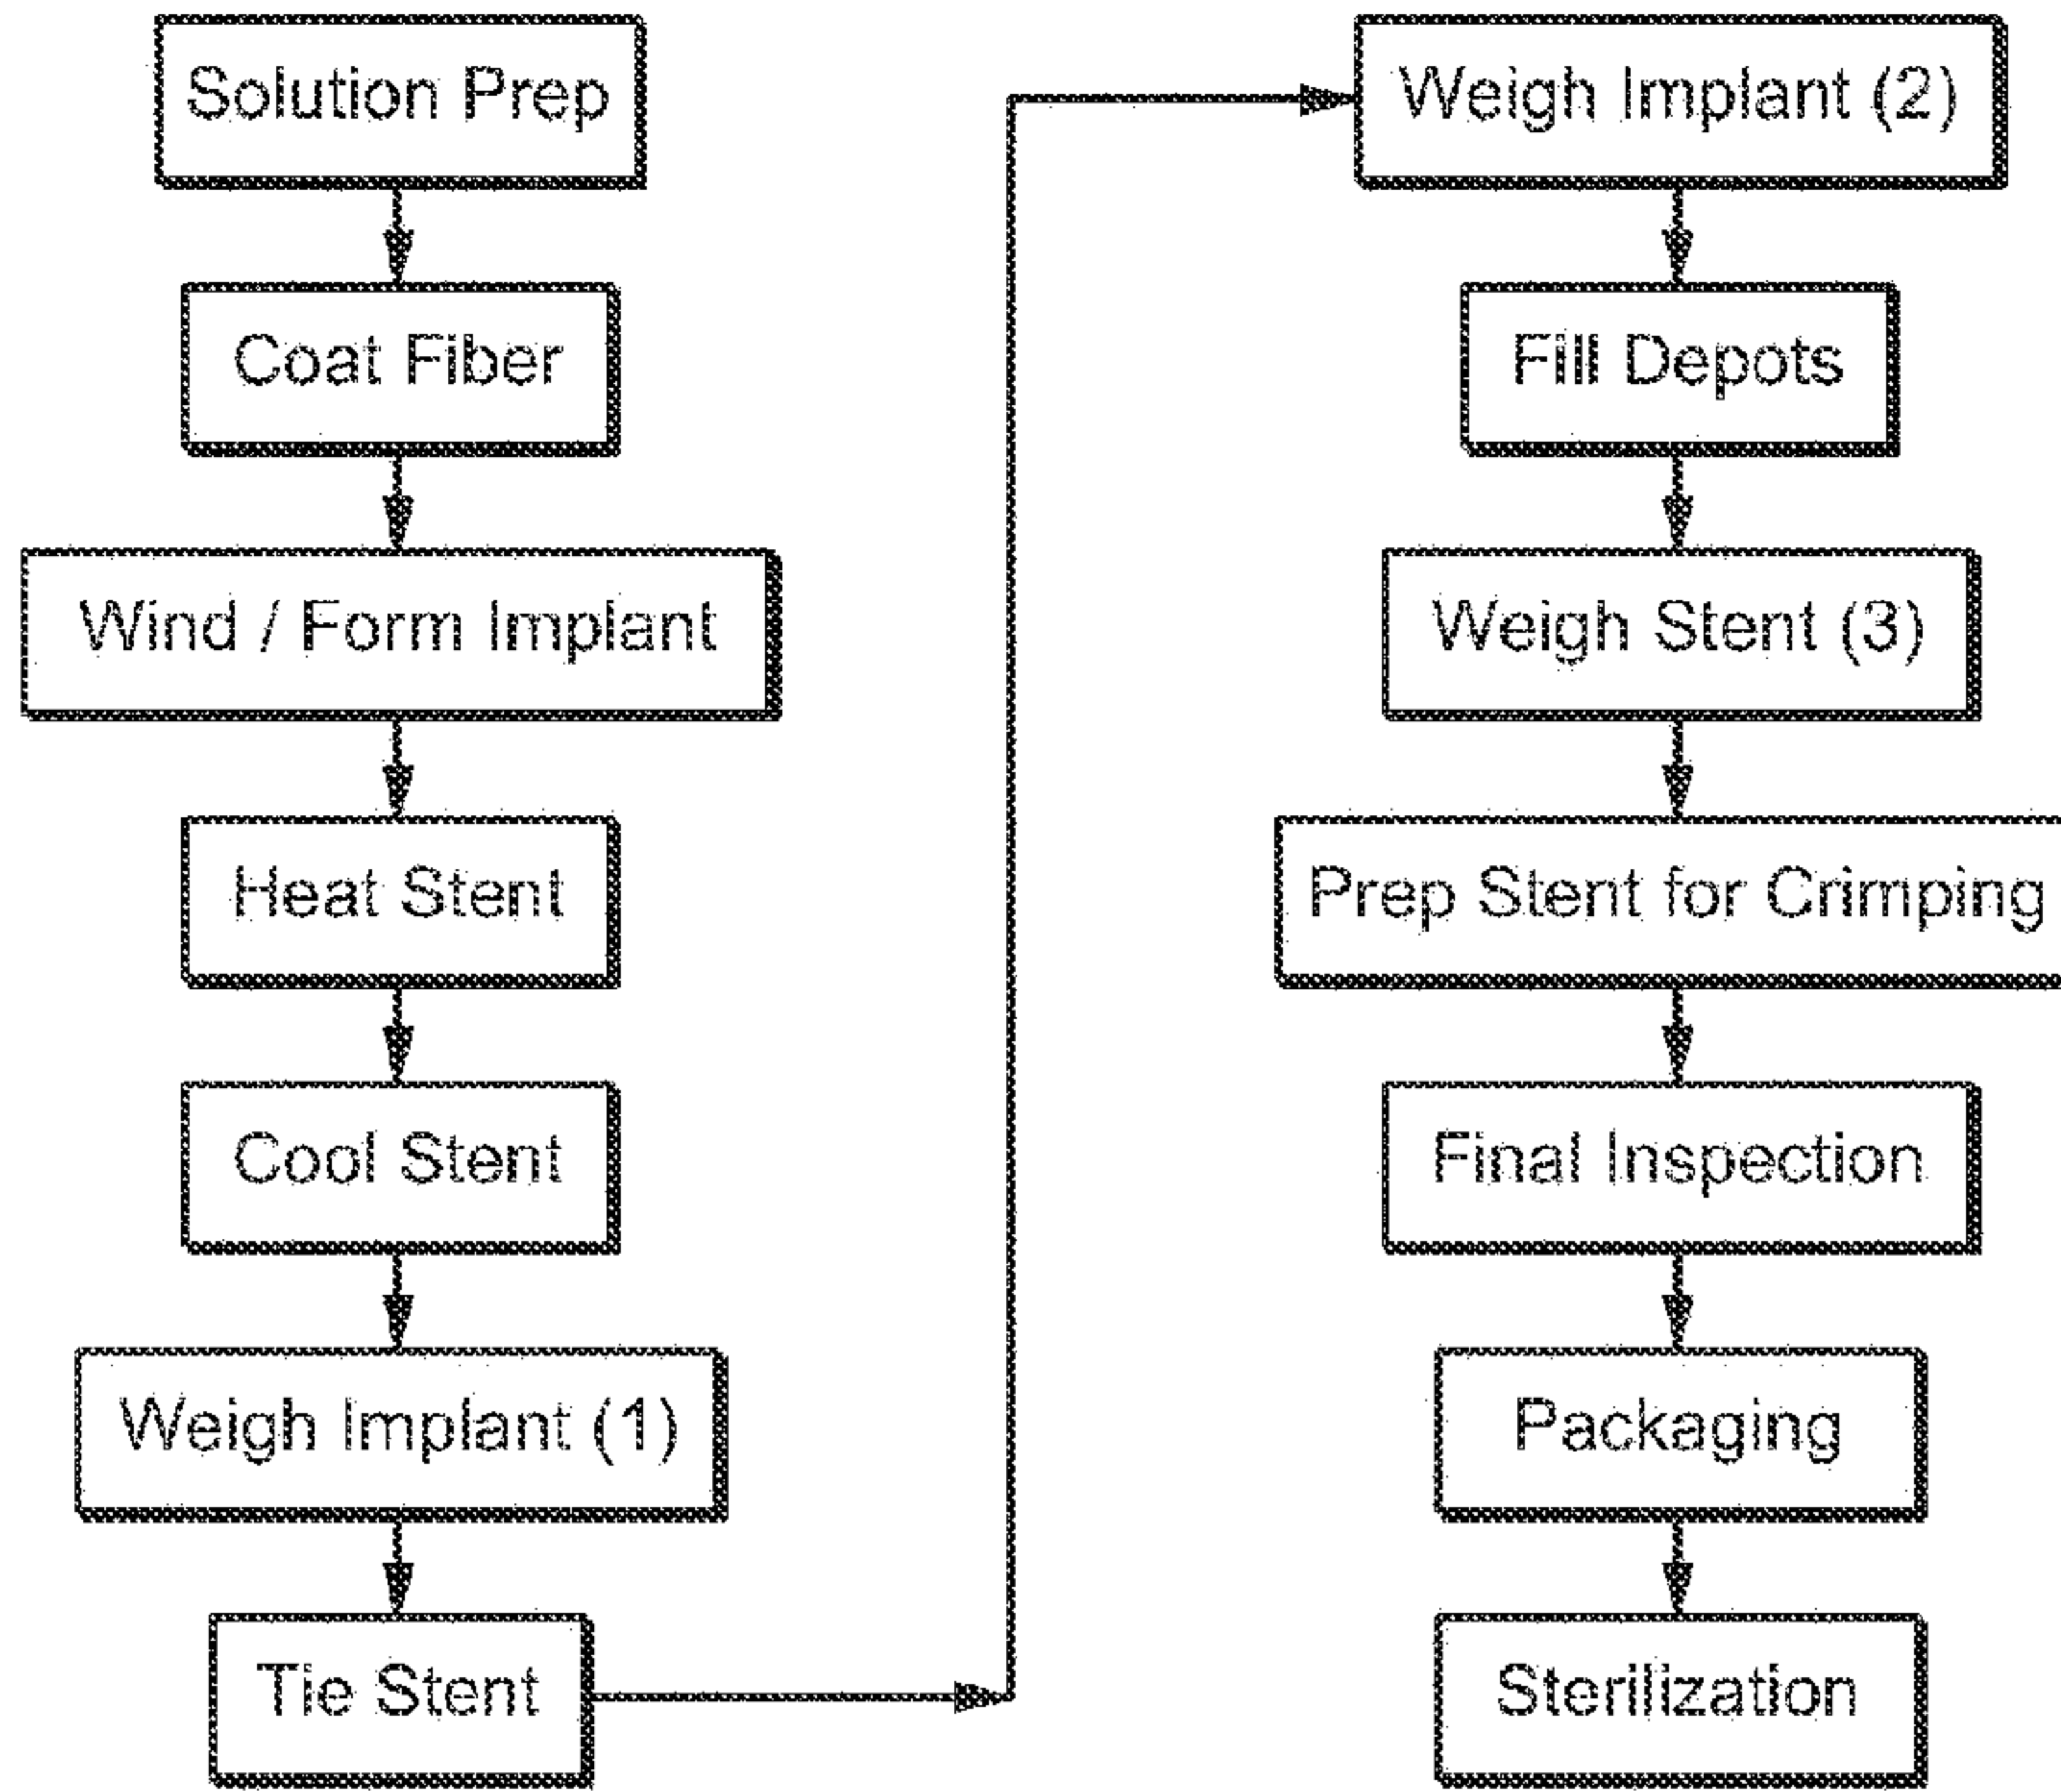 Solution Prep
Coat Fiber
Wind / Form Implant
Heat Stent
Cool Stent
Weigh Implant (1)
Tie Stent
Weigh Implant (2)
Fill Depots
Weigh Stent (3)
Prep Stent for Crimping
Final Inspection
Packaging
Sterilization